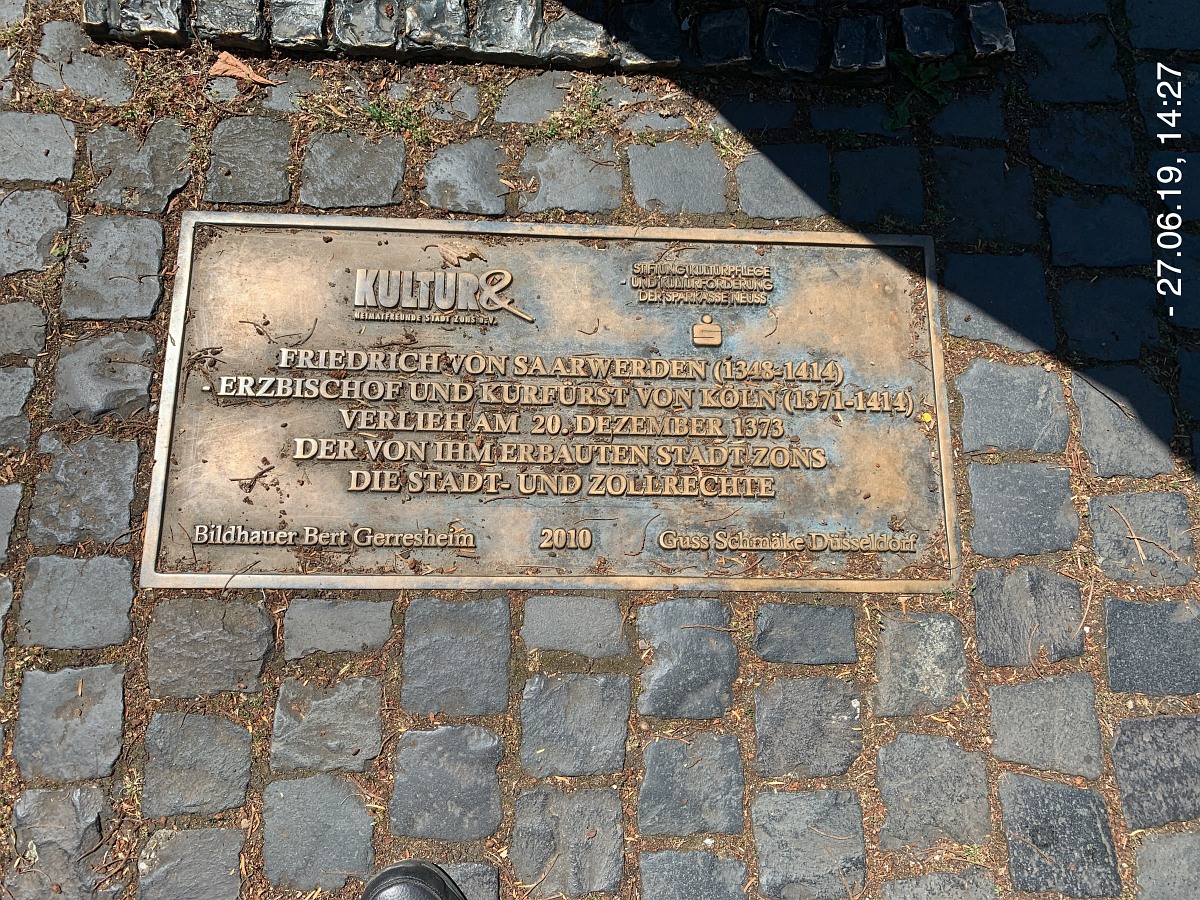 KULTUR&
HEIMATFREUNDE STADT ZONS e.V.
STIFTUNG KULTURPFLEGE
UND KULTURFÖRDERUNG
DER SPARKASSE NEUSS
FRIEDRICH VON SAARWERDEN (1348-1414)
- ERZBISCHOF UND KURFÜRST VON KÖLN (1371-1414)
VERLIEH AM 20. DEZEMBER 1373
DER VON IHM ERBAUTEN STADT ZONS
DIE STADT- UND ZOLLRECHTE
Bildhauer Bert Gerresheim 2010 Guss Schmäke Düsseldorf
- 27.06.19, 14:27